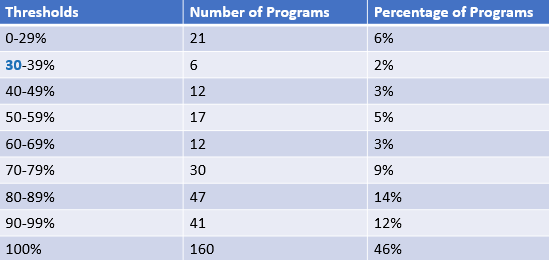 Thresholds Number of Programs Percentage of Programs
0-29% 21 6%
30-39% 6 2%
40-49% 12 3%
50-59% 17 5%
60-69% 12 3%
70-79% 30 9%
80-89% 47 14%
90-99% 41 12%
100% 160 46%